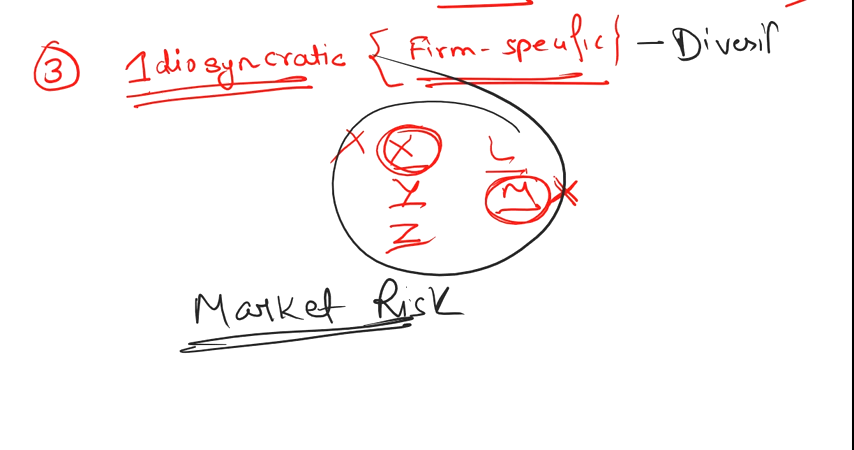 ③ Idiosyncratic { Firm-specific } - Diversif
X L
Y M
Z
Market Risk